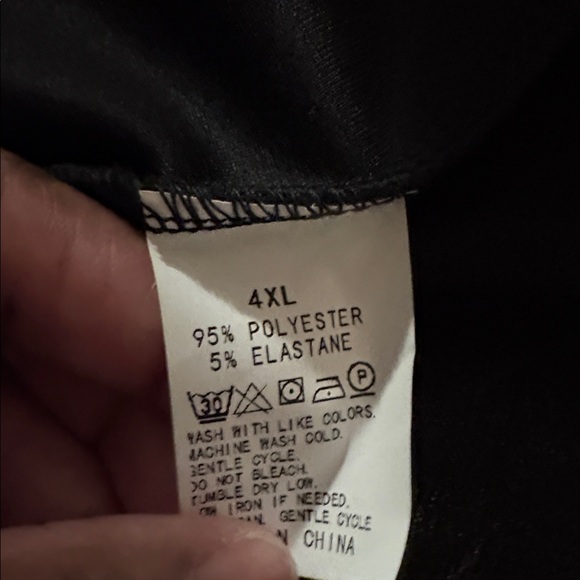 4XL
95% POLYESTER
5% ELASTANE
30 P
WASH WITH LIKE COLORS.
MACHINE WASH COLD.
GENTLE CYCLE.
DO NOT BLEACH.
TUMBLE DRY LOW.
LOW IRON IF NEEDED.
GENTLE CYCLE
CHINA